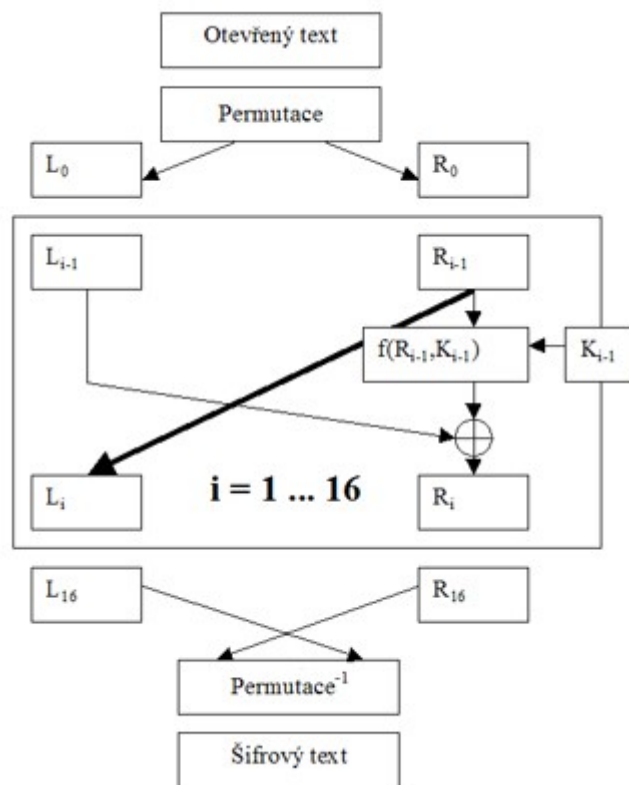 Otevřený text
Permutace
L₀ R₀
Lᵢ₋₁ Rᵢ₋₁
f(Rᵢ₋₁,Kᵢ₋₁) Kᵢ₋₁
Lᵢ i = 1 ... 16 Rᵢ
L₁₆ R₁₆
Permutace⁻¹
Šifrový text